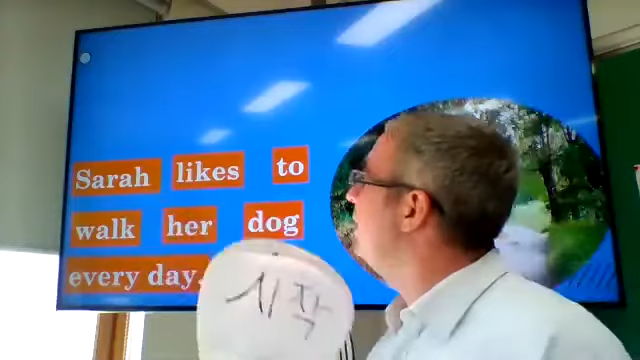 Sarah likes to
walk her dog
every day.
시작